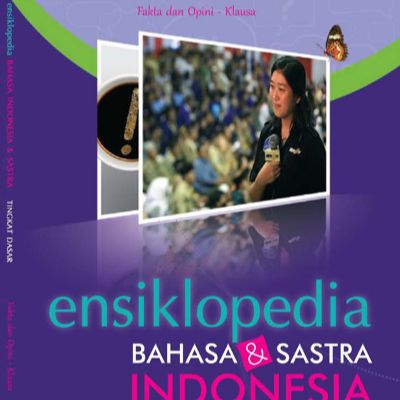 Fakta dan Opini - Klausa
ensiklopedia
BAHASA & SASTRA
INDONESIA
ensiklopedia BAHASA INDONESIA & SASTRA TINGKAT DASAR Fakta dan Opini - Klausa